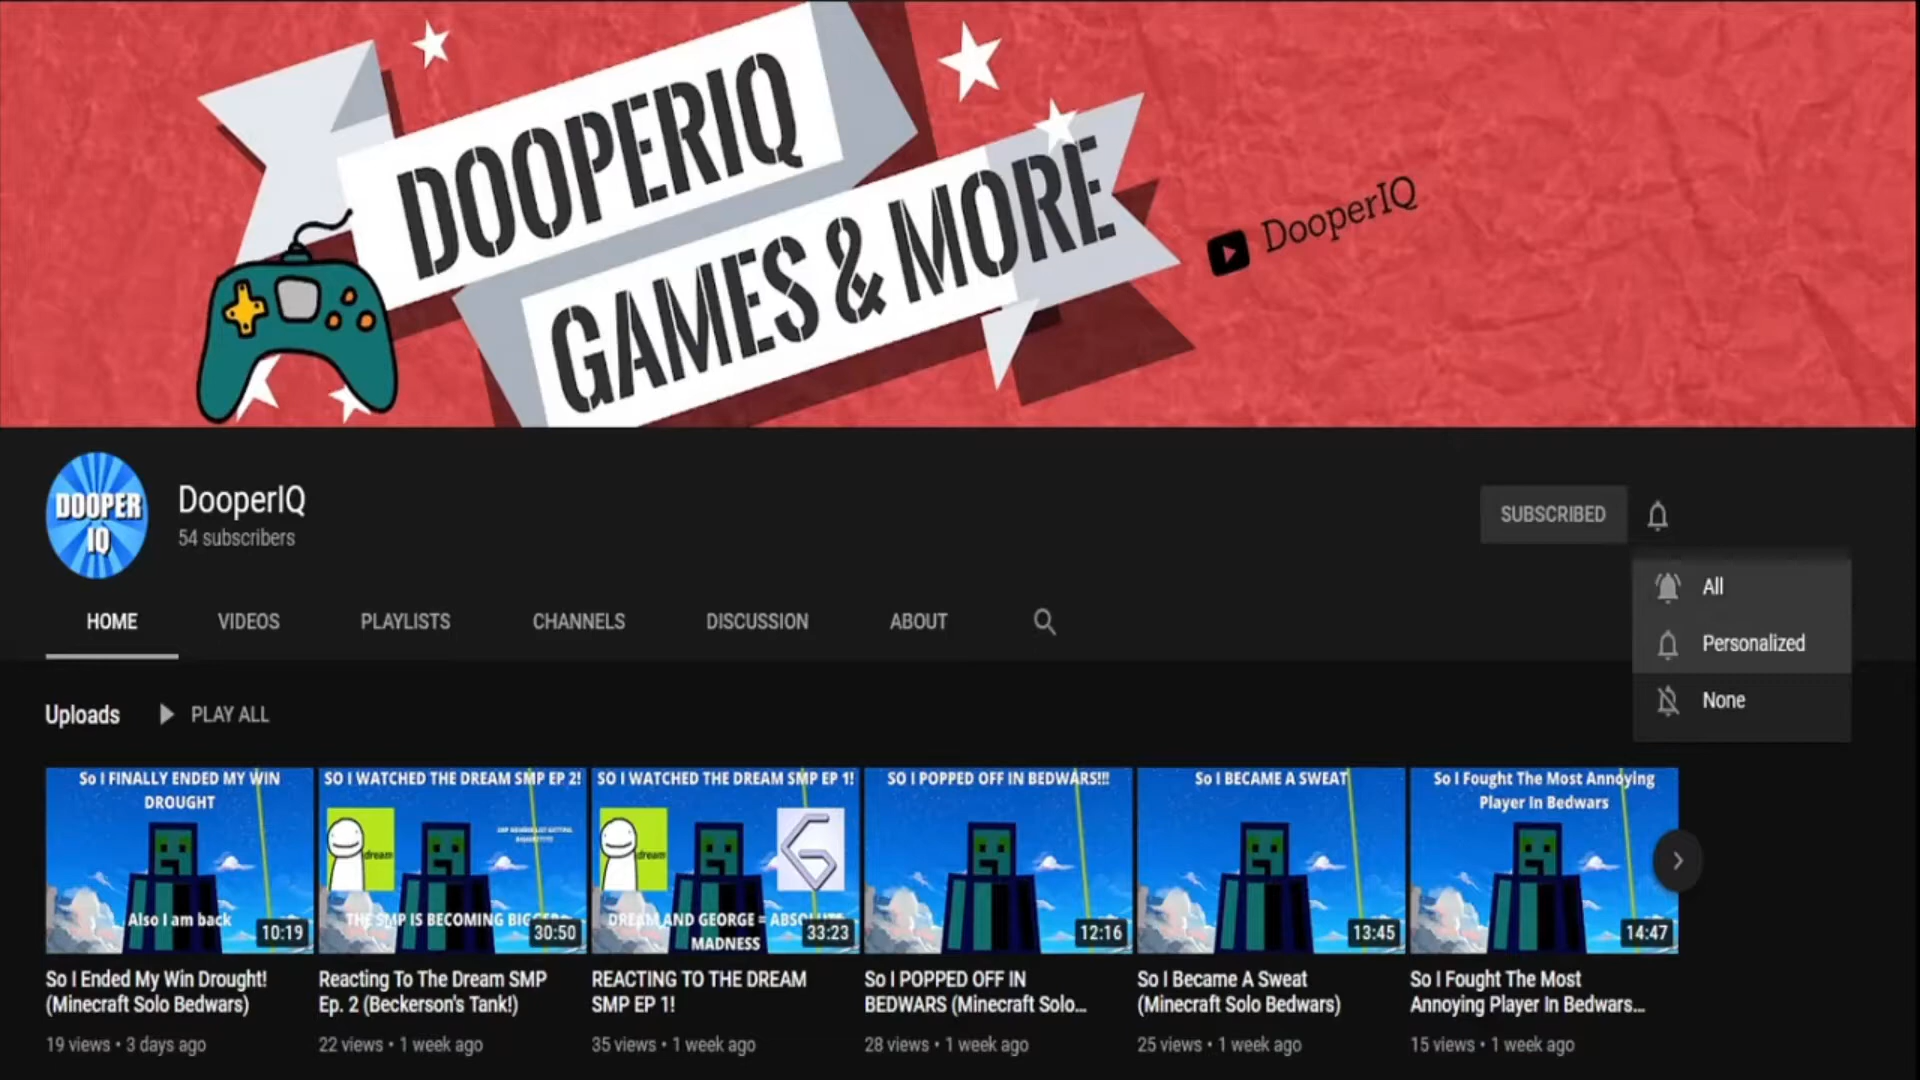 DOOPERIQ
GAMES & MORE
DooperIQ
DOOPER
IQ
DooperIQ
54 subscribers
SUBSCRIBED
All
Personalized
None
HOME
VIDEOS
PLAYLISTS
CHANNELS
DISCUSSION
ABOUT
Uploads
PLAY ALL
So I FINALLY ENDED MY WIN
DROUGHT
Also I am back
10:19
So I Ended My Win Drought!
(Minecraft Solo Bedwars)
19 views • 3 days ago
SO I WATCHED THE DREAM SMP EP 2!
dream
THE SMP IS BECOMING
30:50
Reacting To The Dream SMP
Ep. 2 (Beckerson's Tank!)
22 views • 1 week ago
SO I WATCHED THE DREAM SMP EP 1!
dream
DREAM AND GEORGE =
MADNESS
33:23
REACTING TO THE DREAM
SMP EP 1!
35 views • 1 week ago
SO I POPPED OFF IN BEDWARS!!!
12:16
So I POPPED OFF IN
BEDWARS (Minecraft Solo...
28 views • 1 week ago
So I BECAME A SWEAT
13:45
So I Became A Sweat
(Minecraft Solo Bedwars)
25 views • 1 week ago
So I Fought The Most Annoying
Player In Bedwars
14:47
So I Fought The Most
Annoying Player In Bedwars...
15 views • 1 week ago